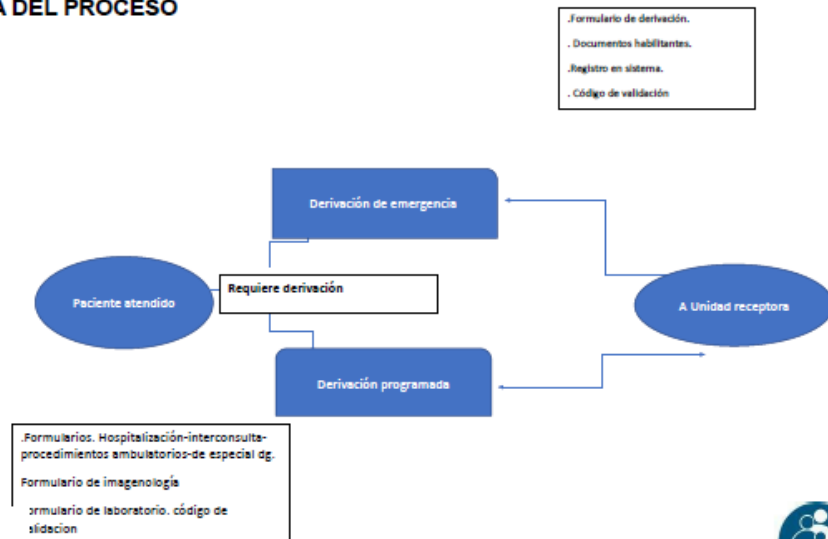 A DEL PROCESO
.Formulario de derivación.
. Documentos habilitantes.
.Registro en sistema.
. Código de validación
Derivación de emergencia
Paciente atendido
Requiere derivación
A Unidad receptora
Derivación programada
.Formularios. Hospitalización-interconsulta-
procedimientos ambulatorios-de especial dg.
Formulario de imagenología
ormulario de laboratorio. código de
alidacion